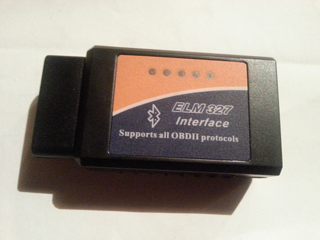 ELM 327
Interface
Supports all OBDII protocols